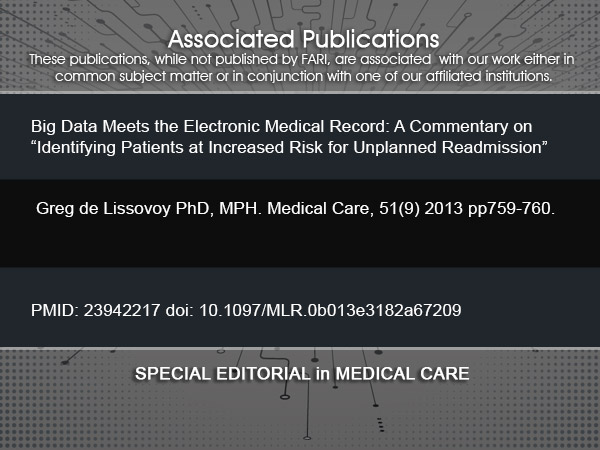 Associated Publications
These publications, while not published by FARI, are associated with our work either in
common subject matter or in conjunction with one of our affiliated institutions.
Big Data Meets the Electronic Medical Record: A Commentary on
“Identifying Patients at Increased Risk for Unplanned Readmission”
Greg de Lissovoy PhD, MPH. Medical Care, 51(9) 2013 pp759-760.
PMID: 23942217 doi: 10.1097/MLR.0b013e3182a67209
SPECIAL EDITORIAL in MEDICAL CARE